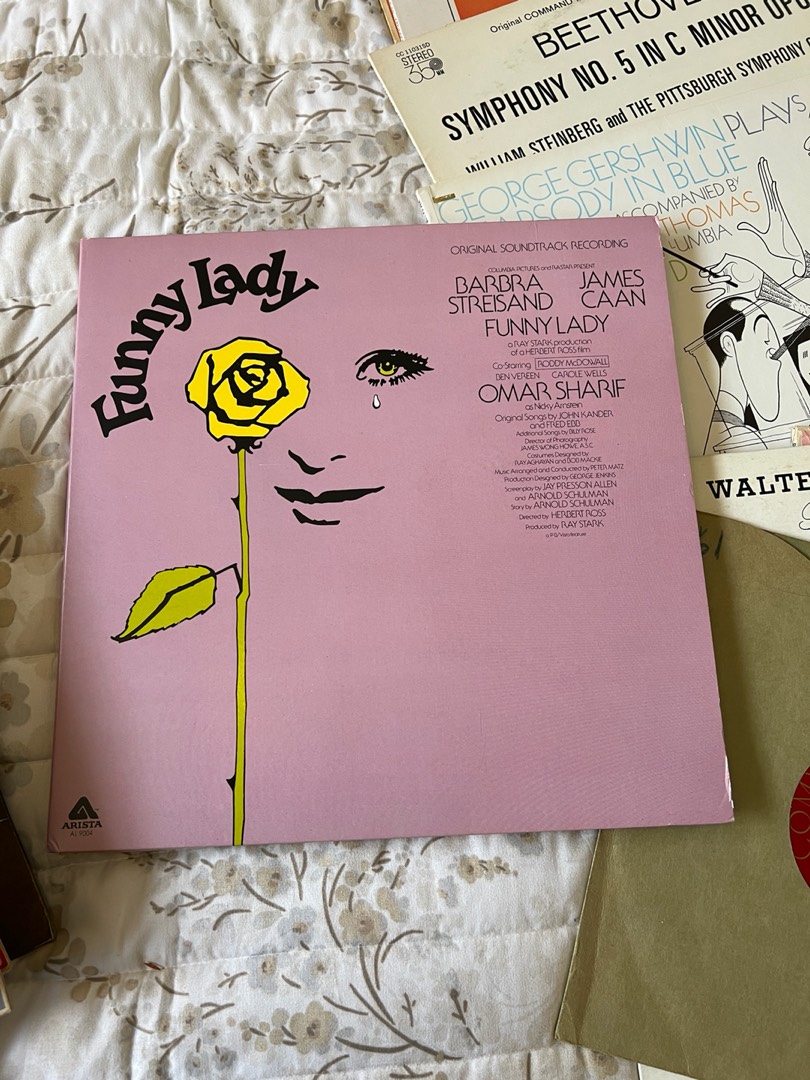 Original COMMAND
BEETHOVE
CC 11031SD
STEREO
35
MM
SYMPHONY NO. 5 IN C MINOR OP
WILLIAM STEINBERG and THE PITTSBURGH SYMPHONY
GEORGE GERSHWIN PLAYS
RHAPSODY IN BLUE
ACCOMPANIED BY
THOMAS
COLUMBIA
WALTE
Funny Lady
ORIGINAL SOUNDTRACK RECORDING
COLUMBIA PICTURES and RASTAR PRESENT
BARBRA STREISAND
JAMES CAAN
FUNNY LADY
a RAY STARK production
of a HERBERT ROSS film
Co-Starring RODDY McDOWALL
BEN VEREEN CAROLE WELLS
OMAR SHARIF
as Nicky Arnstein
Original Songs by JOHN KANDER
and FRED EBB
Additional Songs by BILLY ROSE
Director of Photography
JAMES WONG HOWE, A.S.C.
Costumes Designed by
RAY AGHAYAN and BOB MACKIE
Music Arranged and Conducted by PETER MATZ
Production Designed by GEORGE JENKINS
Screenplay by JAY PRESSON ALLEN
and ARNOLD SCHULMAN
Story by ARNOLD SCHULMAN
Directed by HERBERT ROSS
Produced by RAY STARK
ARISTA
AL 9004